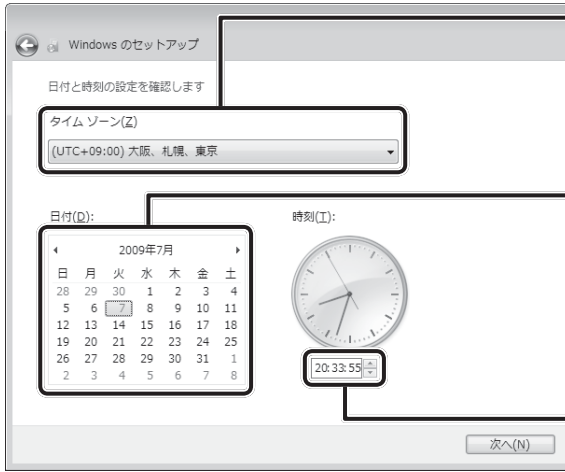 Windows のセットアップ
日付と時刻の設定を確認します
タイム ゾーン(Z)
(UTC+09:00) 大阪、札幌、東京
日付(D):
時刻(T):
2009年7月
日 月 火 水 木 金 土
28 29 30 1 2 3 4
5 6 7 8 9 10 11
12 13 14 15 16 17 18
19 20 21 22 23 24 25
26 27 28 29 30 31 1
2 3 4 5 6 7 8
20:33:55
次へ(N)